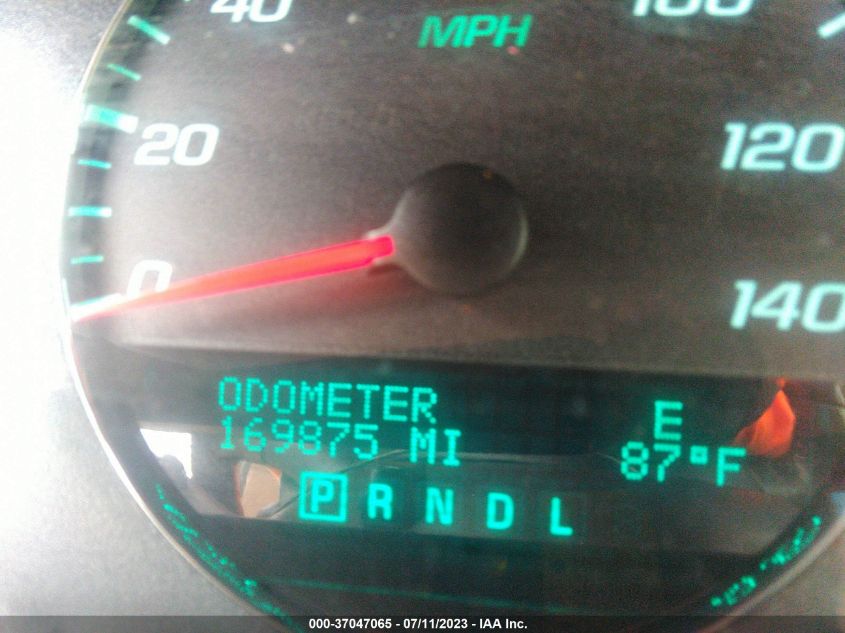 40
MPH
100
20
120
0
140
ODOMETER
169875 MI
E
87°F
P R N D L
000-37047065 - 07/11/2023 - IAA Inc.